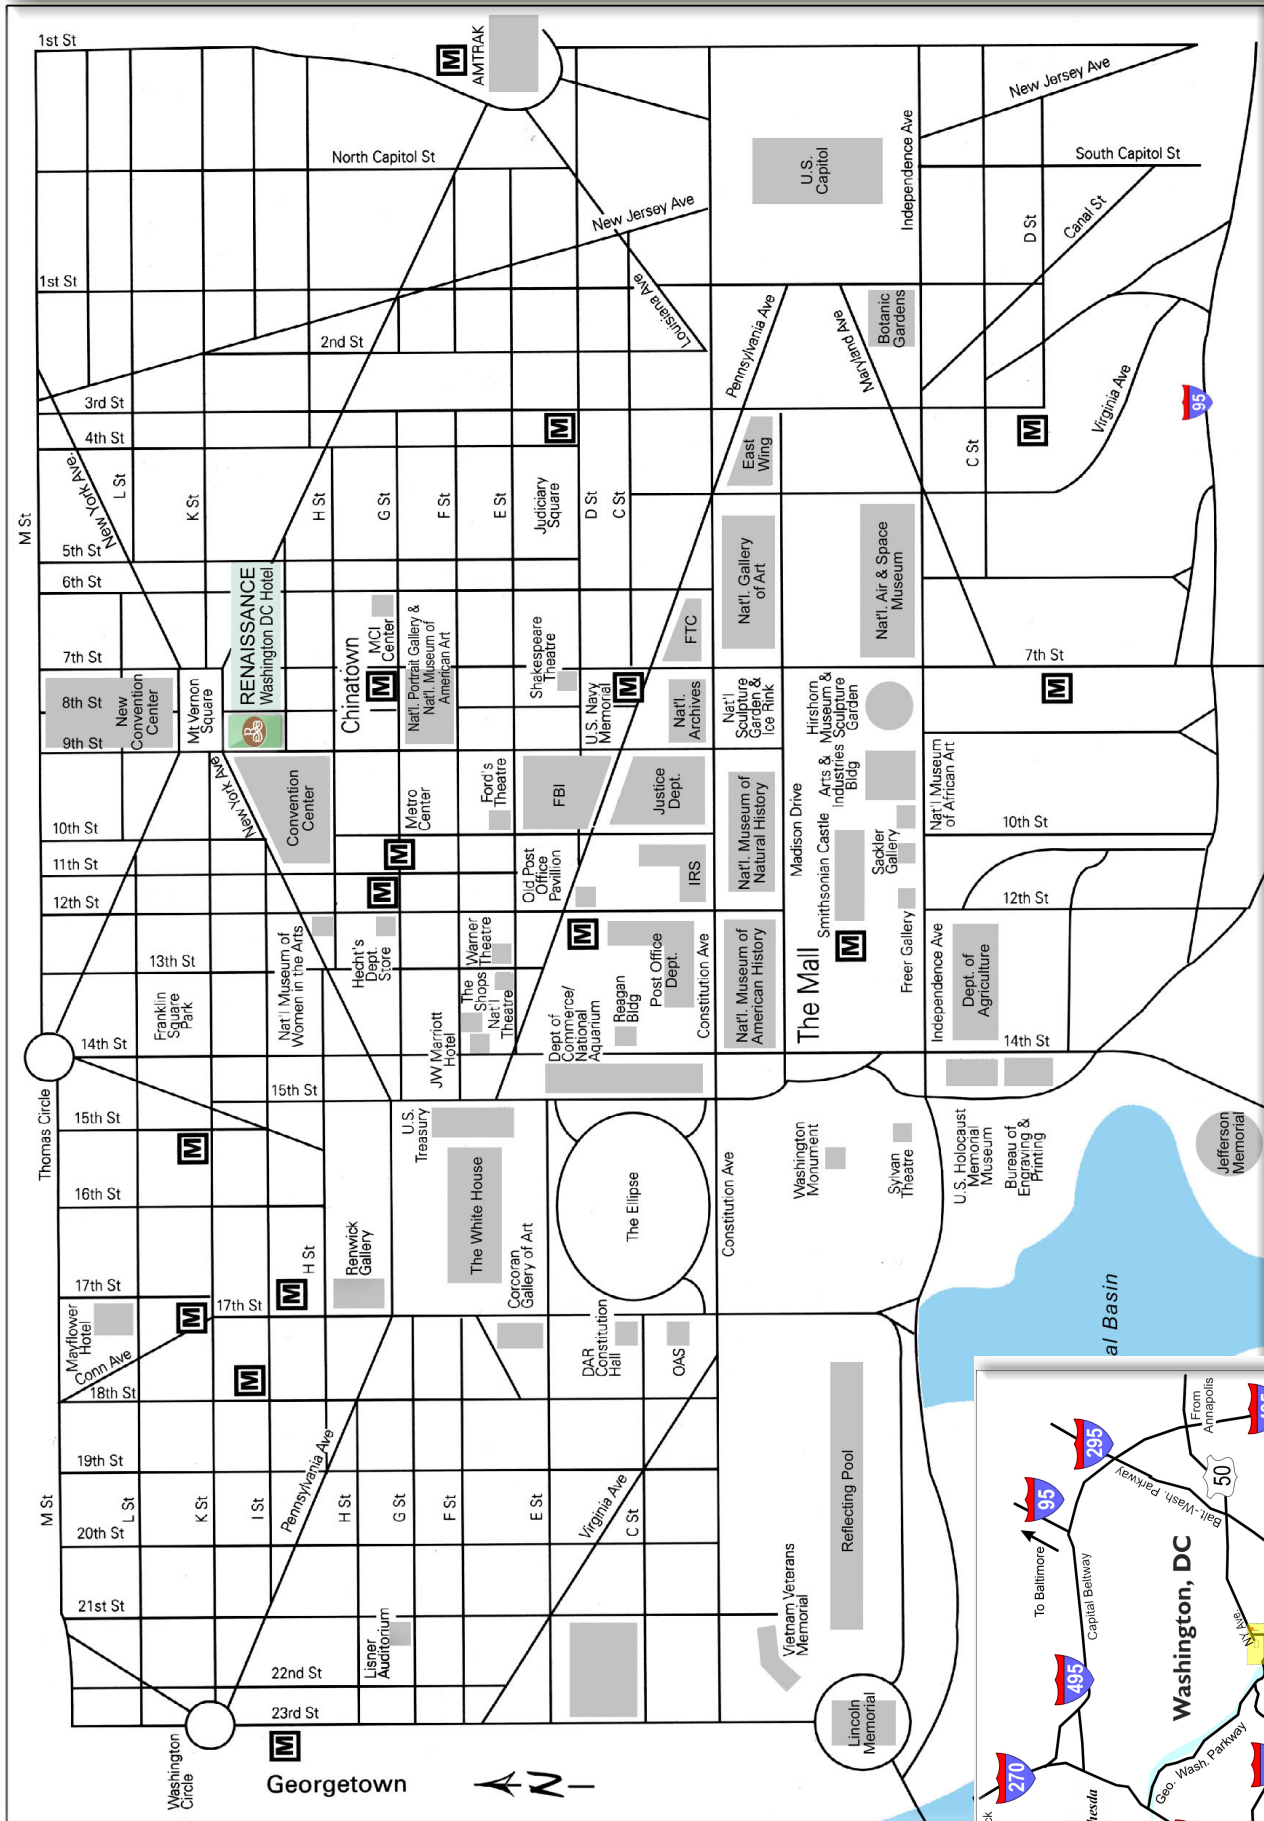 1st St
AMTRAK
M
North Capitol St
New Jersey Ave
New Jersey Ave
Independence Ave
U.S.
Capitol
South Capitol St
D St
Canal St
1st St
2nd St
Louisiana Ave
Pennsylvania Ave
Maryland Ave
Botanic
Gardens
Virginia Ave
95
3rd St
4th St
M
M
East
Wing
C St
M St
New York Ave.
L St
K St
H St
G St
F St
E St
Judiciary
Square
D St
C St
5th St
6th St
RENAISSANCE
Washington DC Hotel
Chinatown
MCI
Center
M
Nat'l. Portrait Gallery &
Nat'l. Museum of
American Art
Shakespeare
Theatre
FTC
Nat'l. Gallery
of Art
Nat'l. Air & Space
Museum
7th St
7th St
M
8th St
New
Convention
Center
9th St
Mt Vernon
Square
U.S. Navy
Memorial
M
Nat'l.
Archives
Nat'l
Sculpture
Garden &
Ice Rink
Hirshorn
Museum &
Sculpture
Garden
New York Ave
Convention
Center
Metro
Center
Ford's
Theatre
FBI
Justice
Dept.
Nat'l. Museum of
Natural History
Madison Drive
Arts &
Industries
Bldg
Nat'l Museum
of African Art
10th St
10th St
11th St
M
M
12th St
Old Post
Office
Pavillion
IRS
Smithsonian Castle
Sackler
Gallery
12th St
13th St
Franklin
Square
Park
Nat'l Museum of
Women in the Arts
Hecht's
Dept.
Store
Warner
Theatre
The
Shops
Nat'l
Theatre
JW Marriott
Hotel
M
Post Office
Dept.
Reagan
Bldg
Dept of
Commerce/
National
Aquarium
Constitution Ave
Nat'l. Museum of
American History
The Mall
M
Freer Gallery
Independence Ave
Dept. of
Agriculture
14th St
14th St
15th St
Thomas Circle
15th St
M
U.S.
Treasury
The White House
The Ellipse
Constitution Ave
Washington
Monument
Sylvan
Theatre
U.S. Holocaust
Memorial
Museum
Bureau of
Engraving &
Printing
Jefferson
Memorial
16th St
H St
Renwick
Gallery
M
Corcoran
Gallery of Art
17th St
17th St
M
Mayflower
Hotel
Conn Ave
18th St
M
DAR
Constitution
Hall
OAS
al Basin
19th St
Pennsylvania Ave
M St
L St
K St
I St
H St
G St
F St
E St
Virginia Ave
C St
Reflecting Pool
20th St
21st St
Lisner
Auditorium
22nd St
Vietnam Veterans
Memorial
23rd St
Lincoln
Memorial
Washington
Circle
M
Georgetown
N
From
Annapolis
295
50
Balt.-Wash. Parkway
95
To Baltimore
Capital Beltway
Washington, DC
NY Ave.
495
270
Geo. Wash. Parkway
hesda
ck